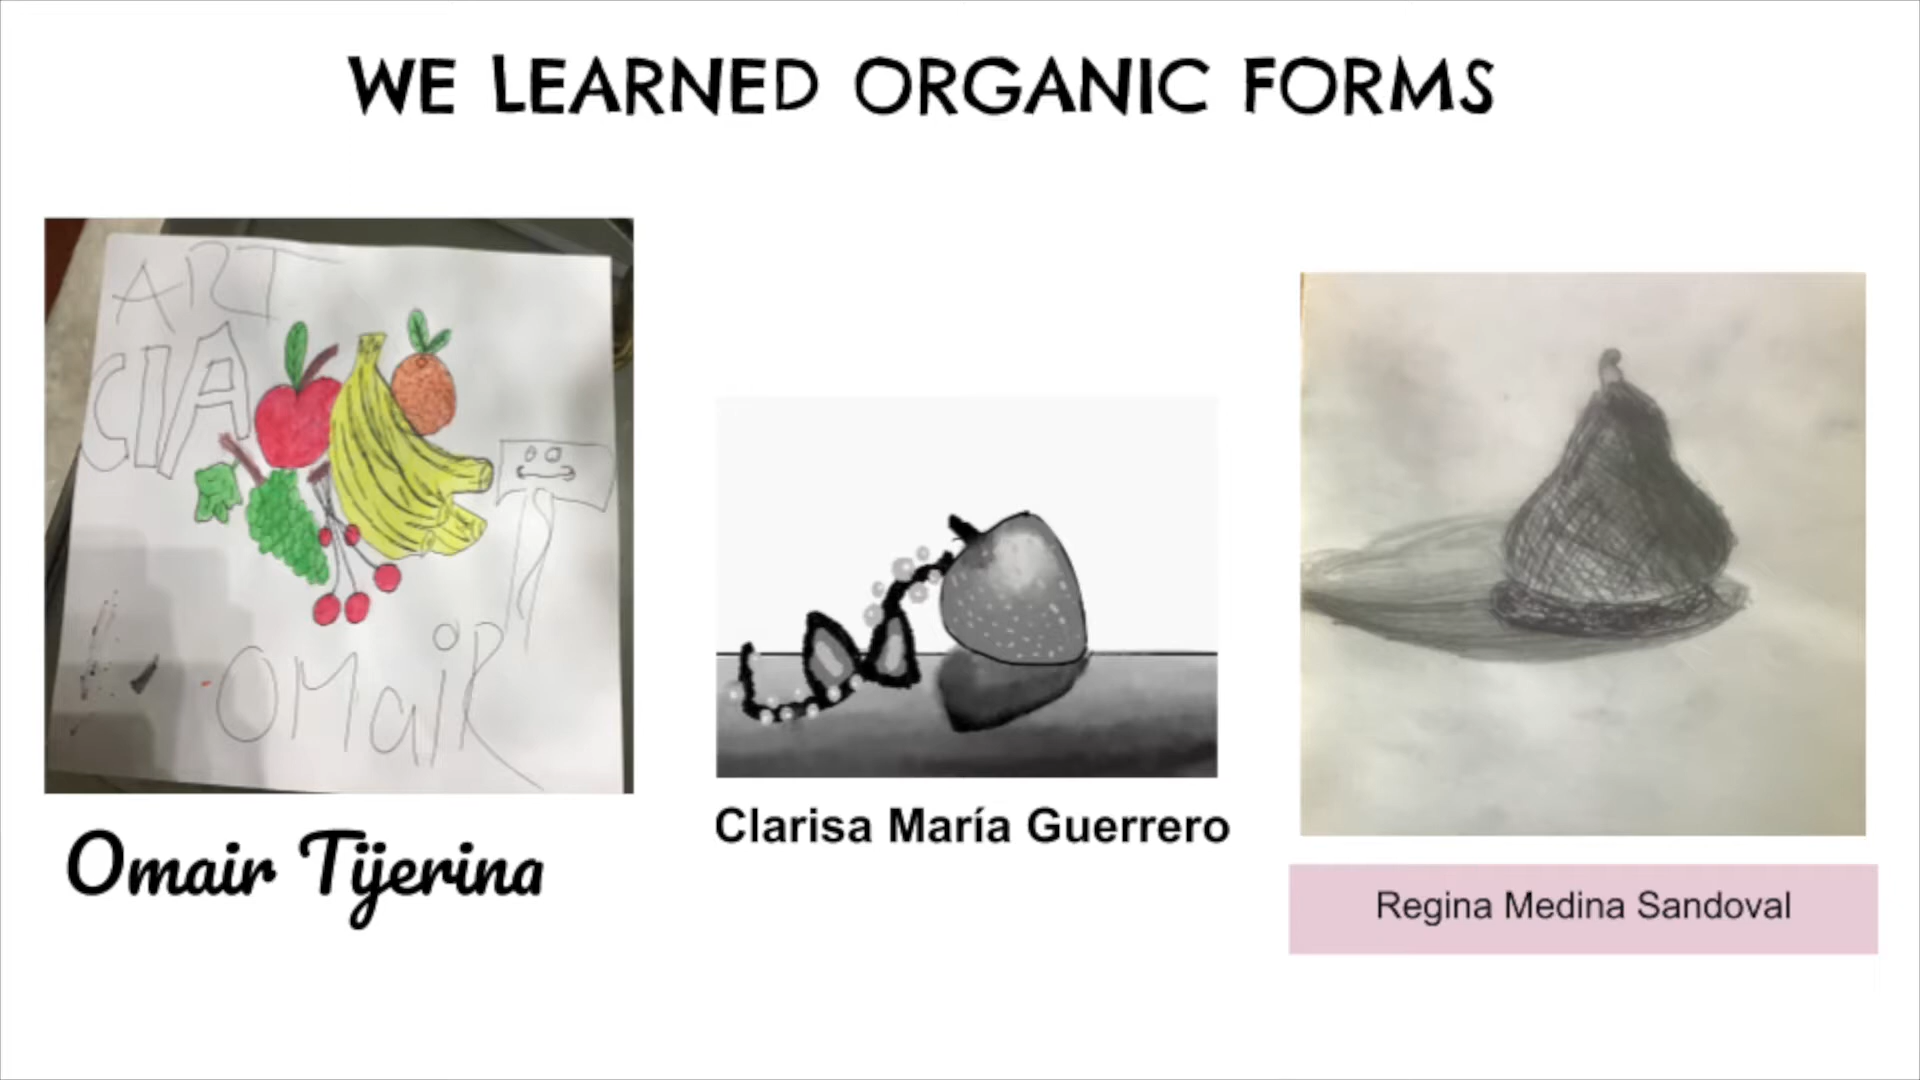 WE LEARNED ORGANIC FORMS
ART
CIA
OMaiR
Omair Tijerina
Clarisa María Guerrero
Regina Medina Sandoval